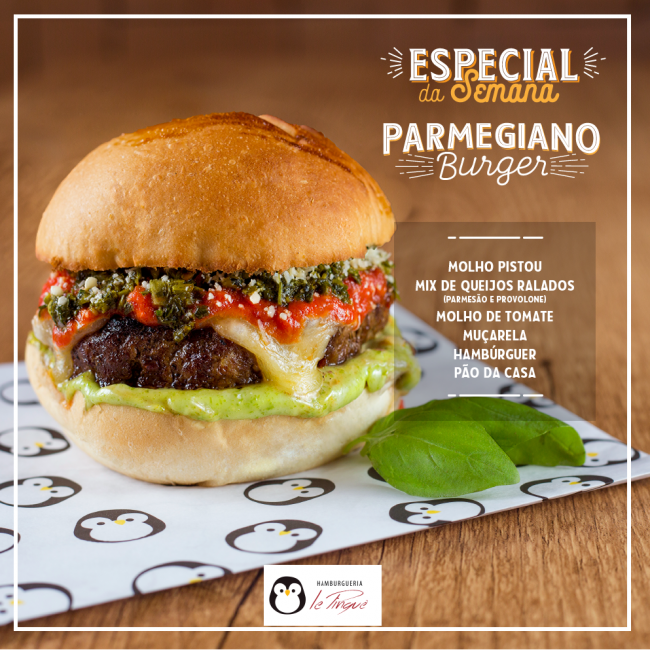 ESPECIAL
da Semana
PARMEGIANO
Burger
MOLHO PISTOU
MIX DE QUEIJOS RALADOS
(PARMESÃO E PROVOLONE)
MOLHO DE TOMATE
MUÇARELA
HAMBÚRGUER
PÃO DA CASA
HAMBURGUERIA
Le Pingué